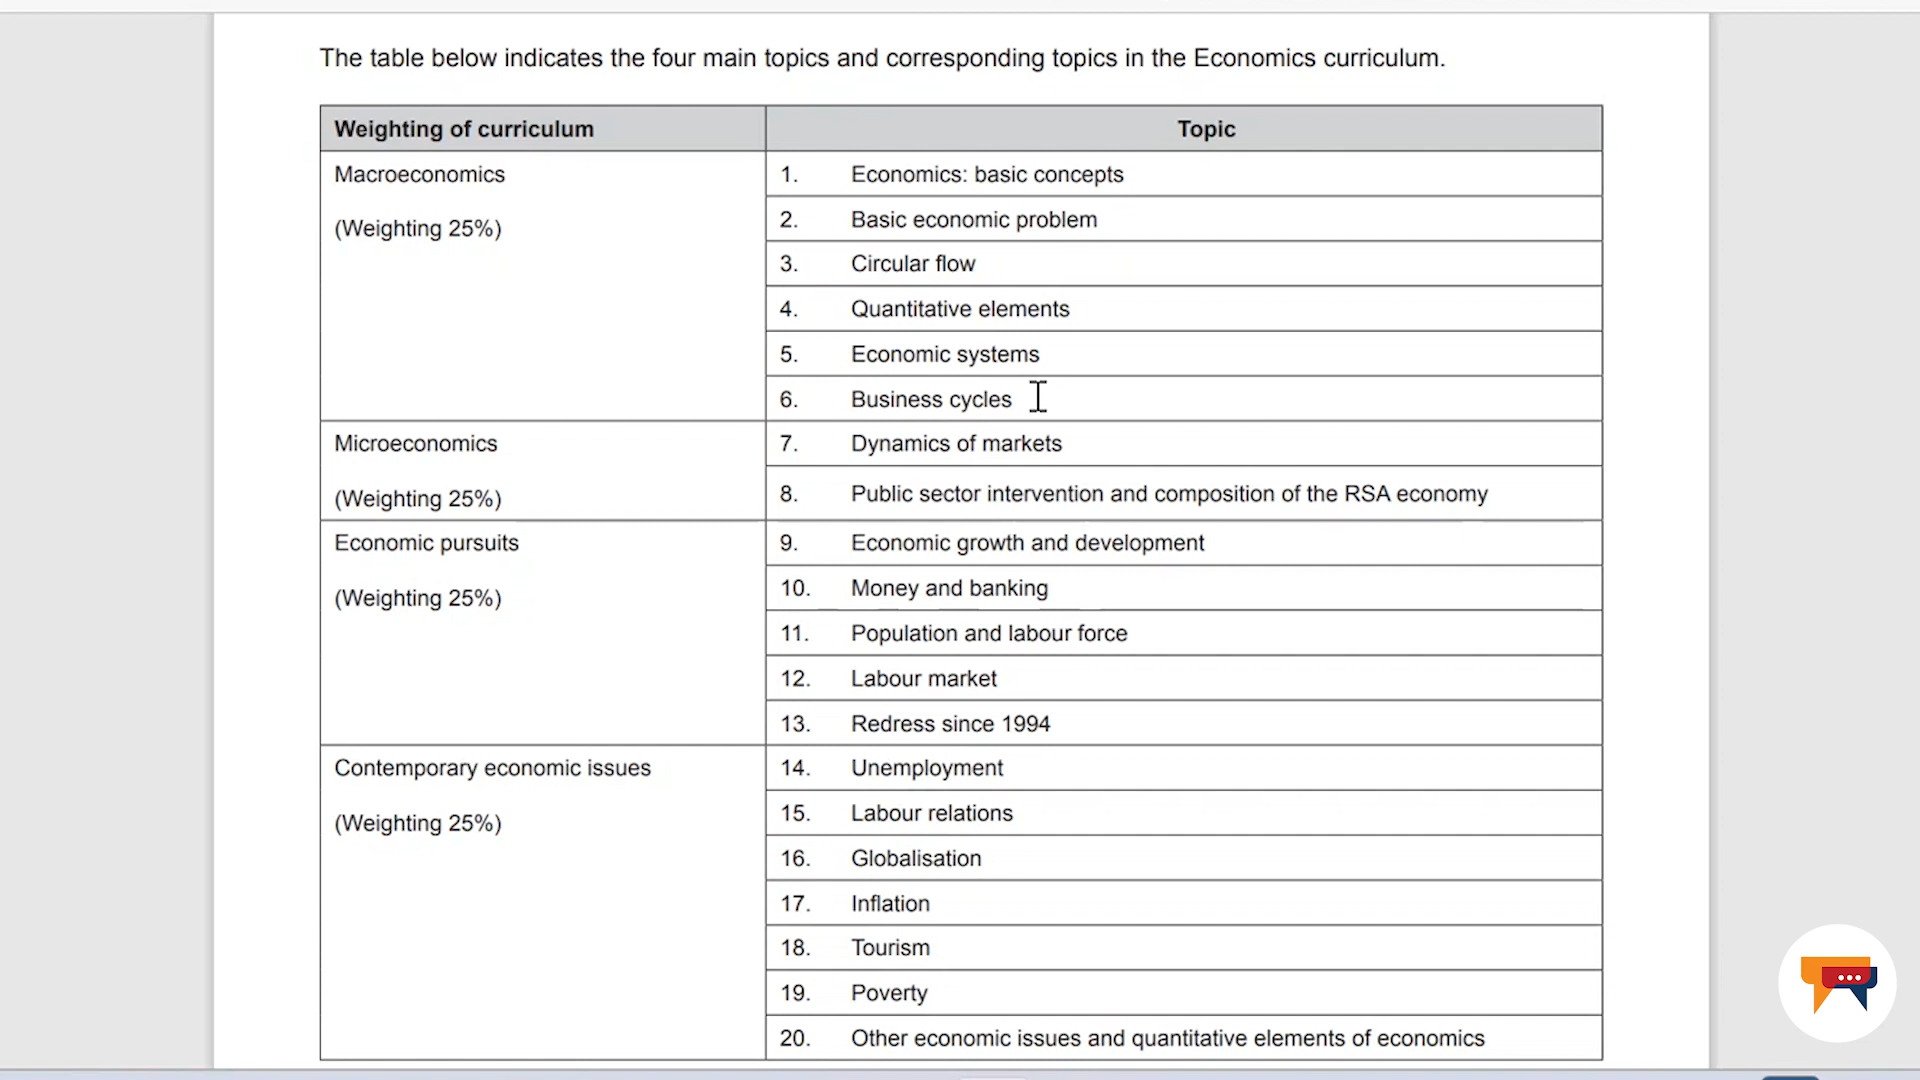 The table below indicates the four main topics and corresponding topics in the Economics curriculum.
Weighting of curriculum
Topic
Macroeconomics
(Weighting 25%)
1. Economics: basic concepts
2. Basic economic problem
3. Circular flow
4. Quantitative elements
5. Economic systems
6. Business cycles
Microeconomics
(Weighting 25%)
7. Dynamics of markets
8. Public sector intervention and composition of the RSA economy
Economic pursuits
(Weighting 25%)
9. Economic growth and development
10. Money and banking
11. Population and labour force
12. Labour market
13. Redress since 1994
Contemporary economic issues
(Weighting 25%)
14. Unemployment
15. Labour relations
16. Globalisation
17. Inflation
18. Tourism
19. Poverty
20. Other economic issues and quantitative elements of economics